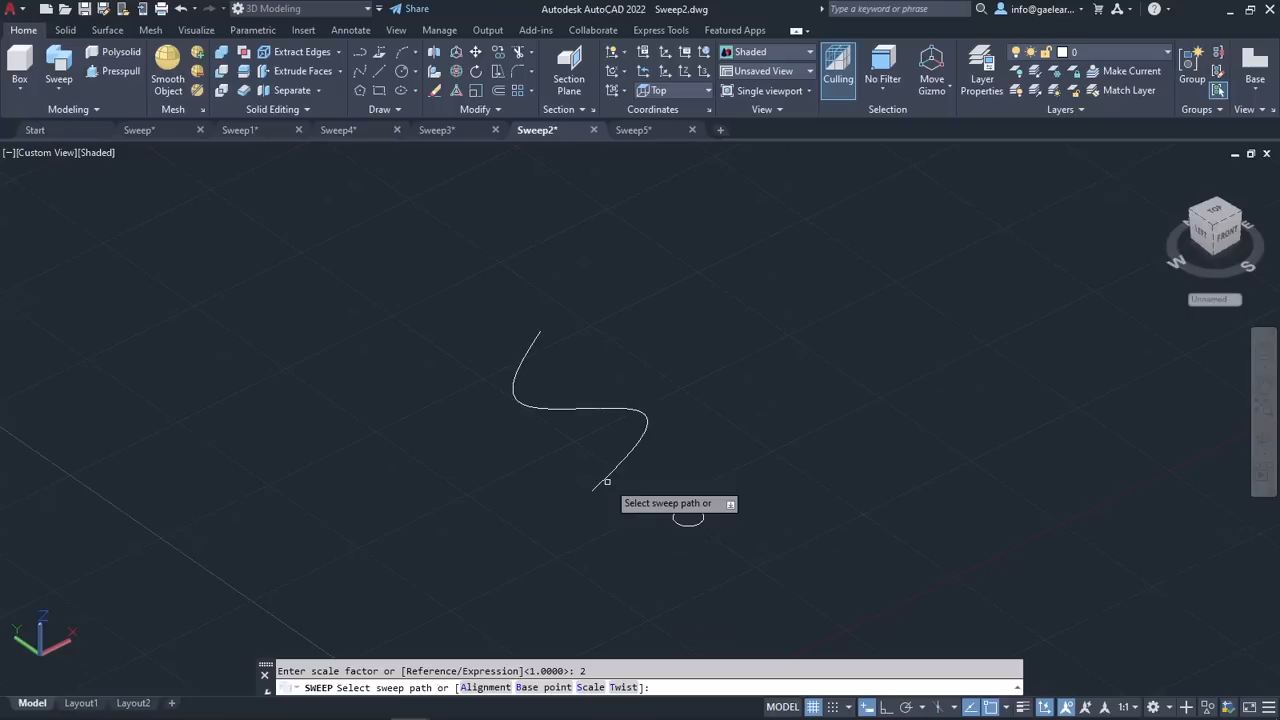 3D Modeling
Share
Autodesk AutoCAD 2022 Sweep2.dwg
Type a keyword or phrase
info@gaelear...
Home Solid Surface Mesh Visualize Parametric Insert Annotate View Manage Output Add-ins Collaborate Express Tools Featured Apps
Polysolid
Presspull
Box
Sweep
Modeling
Smooth
Object
Mesh
Extract Edges
Extrude Faces
Separate
Solid Editing
Draw
Modify
Section
Plane
Section
Top
Coordinates
Shaded
Unsaved View
Single viewport
View
Culling
No Filter
Move
Gizmo
Selection
Layer
Properties
0
Make Current
Match Layer
Layers
Group
Groups
Base
View
Start Sweep* Sweep1* Sweep4* Sweep3* Sweep2* Sweep5*
[−][Custom View][Shaded]
TOP
LEFT
FRONT
E
W
S
Unnamed
Select sweep path or
Z
Y
X
Enter scale factor or [Reference/Expression]<1.0000>: 2
SWEEP Select sweep path or [Alignment Base point Scale Twist]:
Model Layout1 Layout2
MODEL
1:1